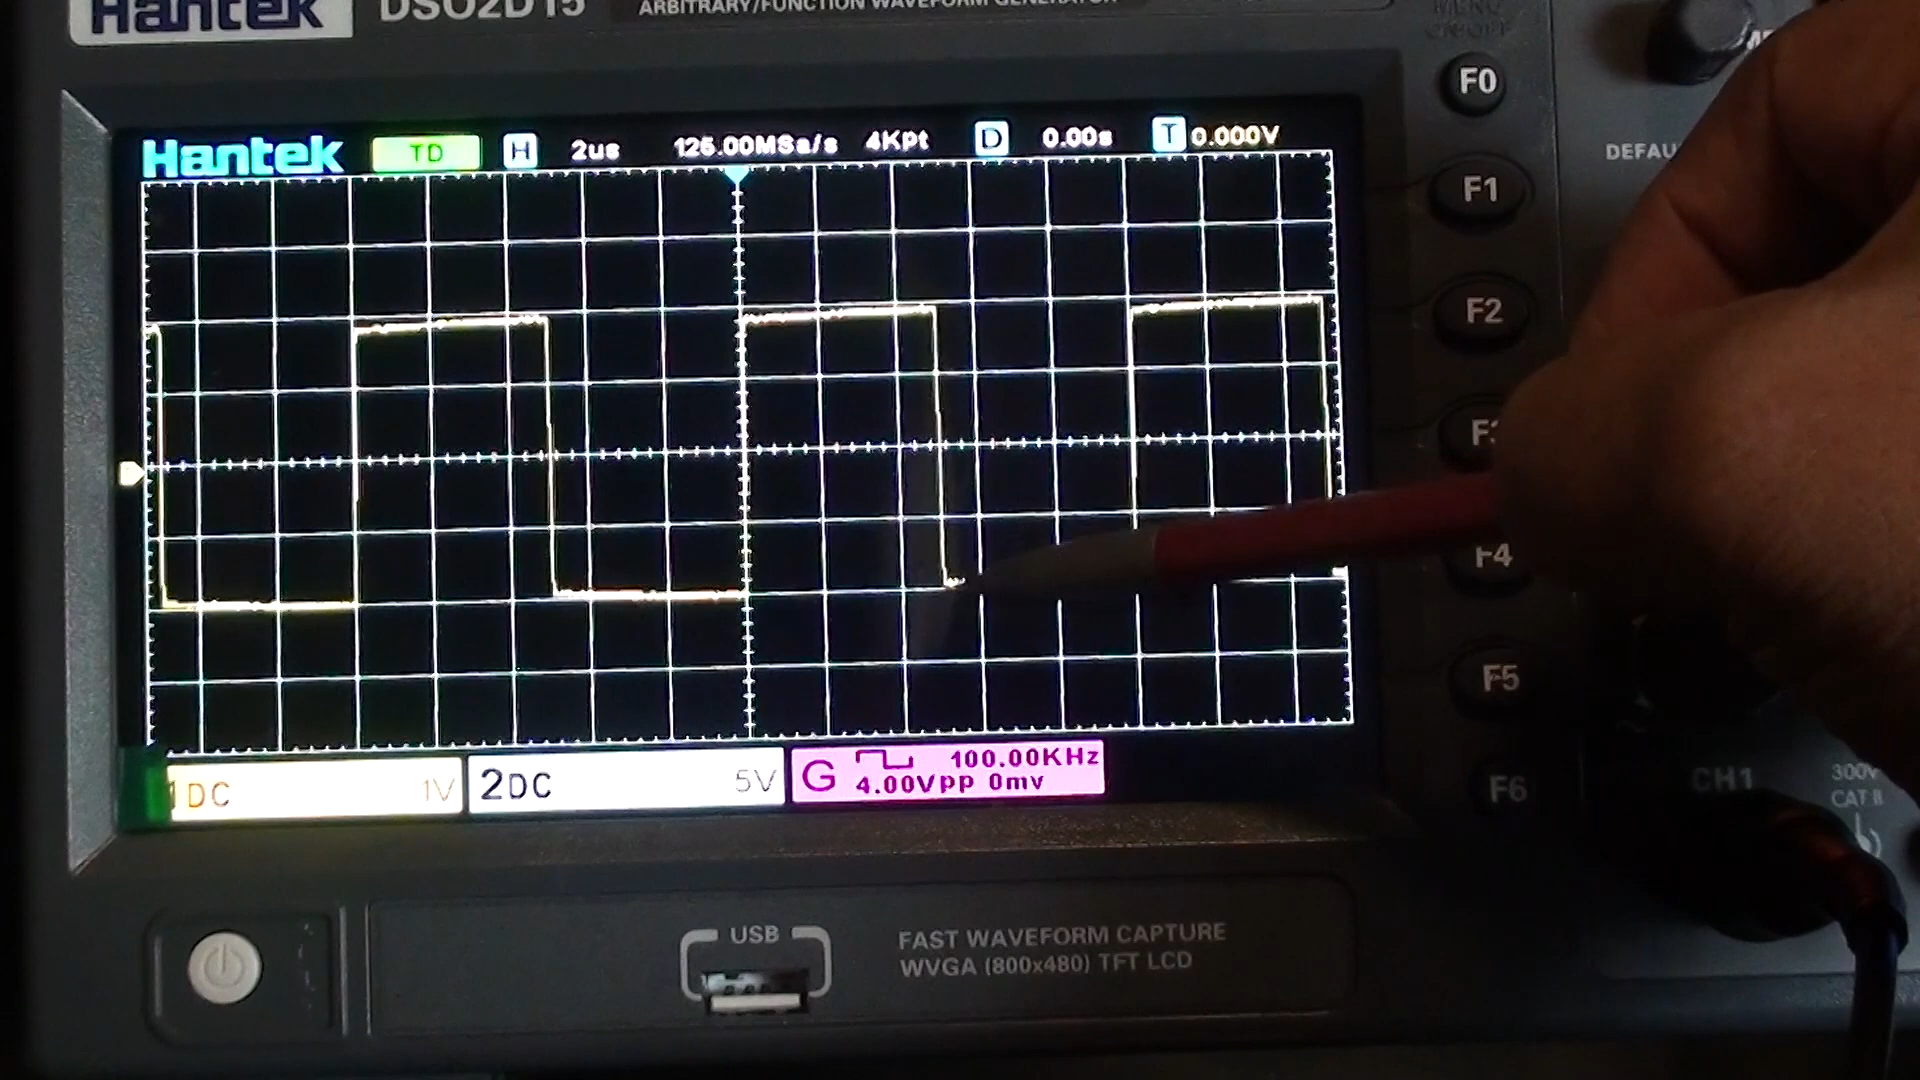 Hantek DSO2D15 ARBITRARY/FUNCTION WAVEFORM GENERATOR
Hantek TD H 2us 125.00MSa/s 4Kpt D 0.00s T 0.000V
1DC 1V 2DC 5V G 100.00KHz
4.00VPP 0mv
F0
F1
F2
F4
F5
F6
DEFAU
CH1
300V
CAT II
USB
FAST WAVEFORM CAPTURE
WVGA (800x480) TFT LCD